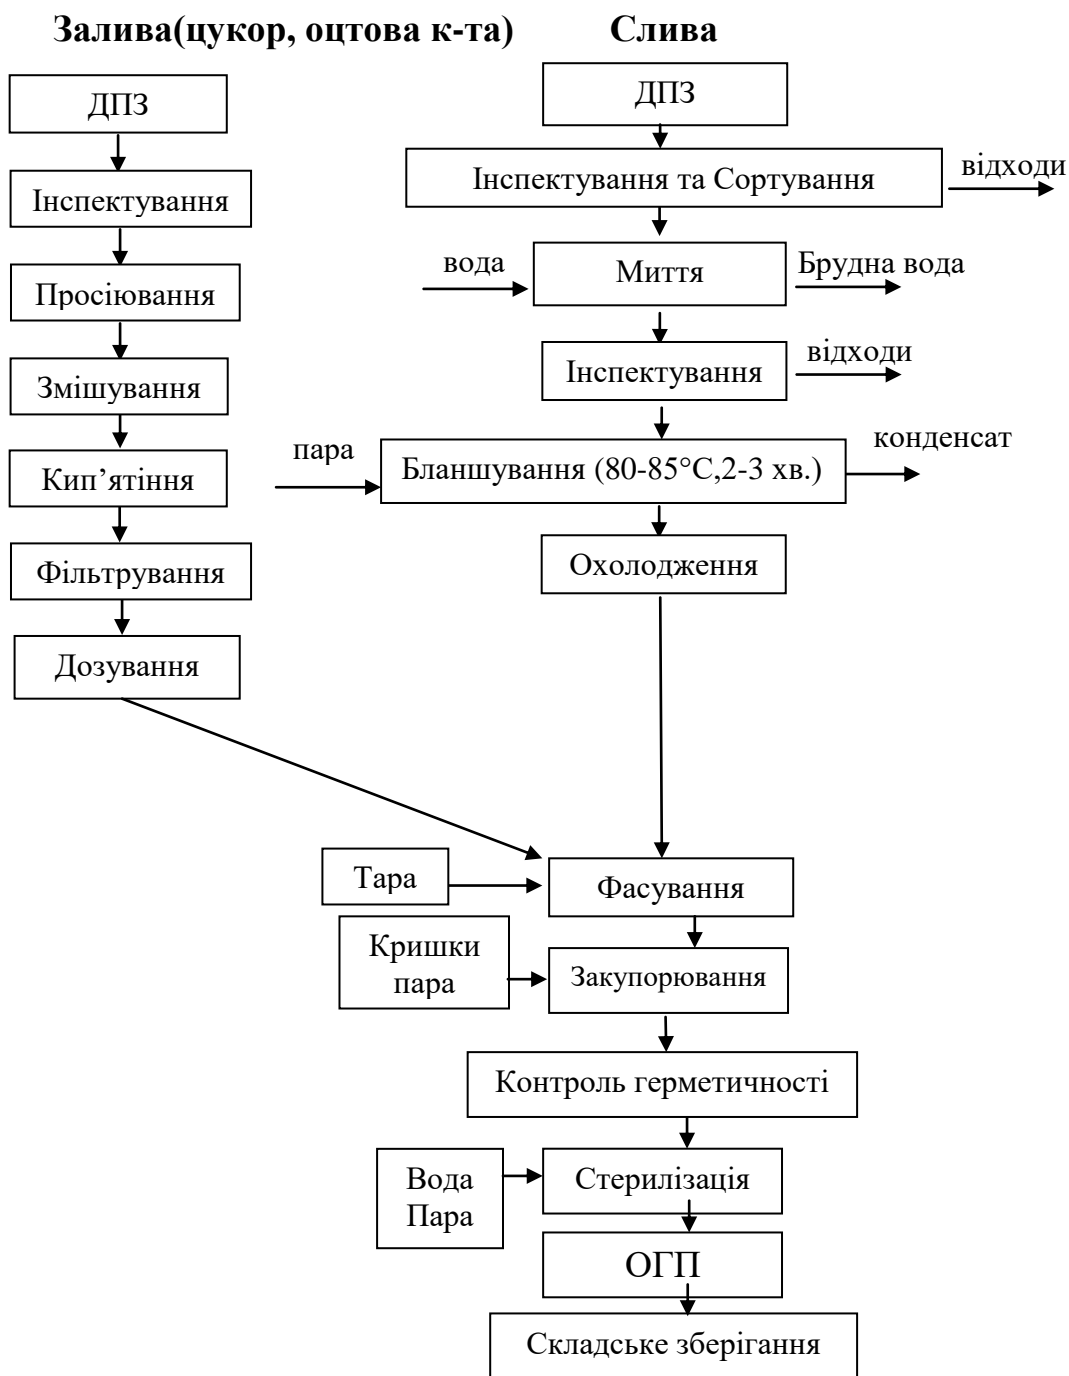 Залива(цукор, оцтова к-та)
Слива
ДПЗ
Інспектування
Просіювання
Змішування
Кип’ятіння
Фільтрування
Дозування
ДПЗ
Інспектування та Сортування
відходи
вода
Миття
Брудна вода
Інспектування
відходи
пара
Бланшування (80-85°С,2-3 хв.)
конденсат
Охолодження
Тара
Фасування
Кришки
пара
Закупорювання
Контроль герметичності
Вода
Пара
Стерилізація
ОГП
Складське зберігання